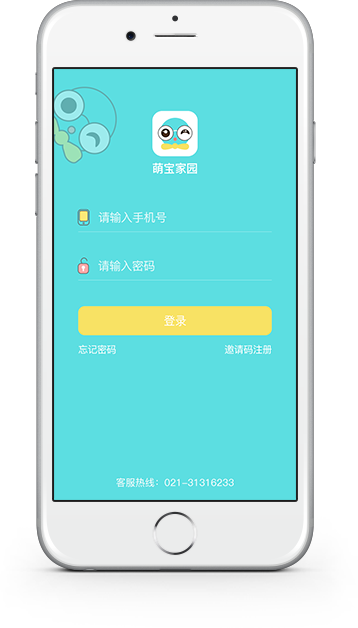 萌宝家园
请输入手机号
请输入密码
登录
忘记密码 邀请码注册
客服热线：021-31316233